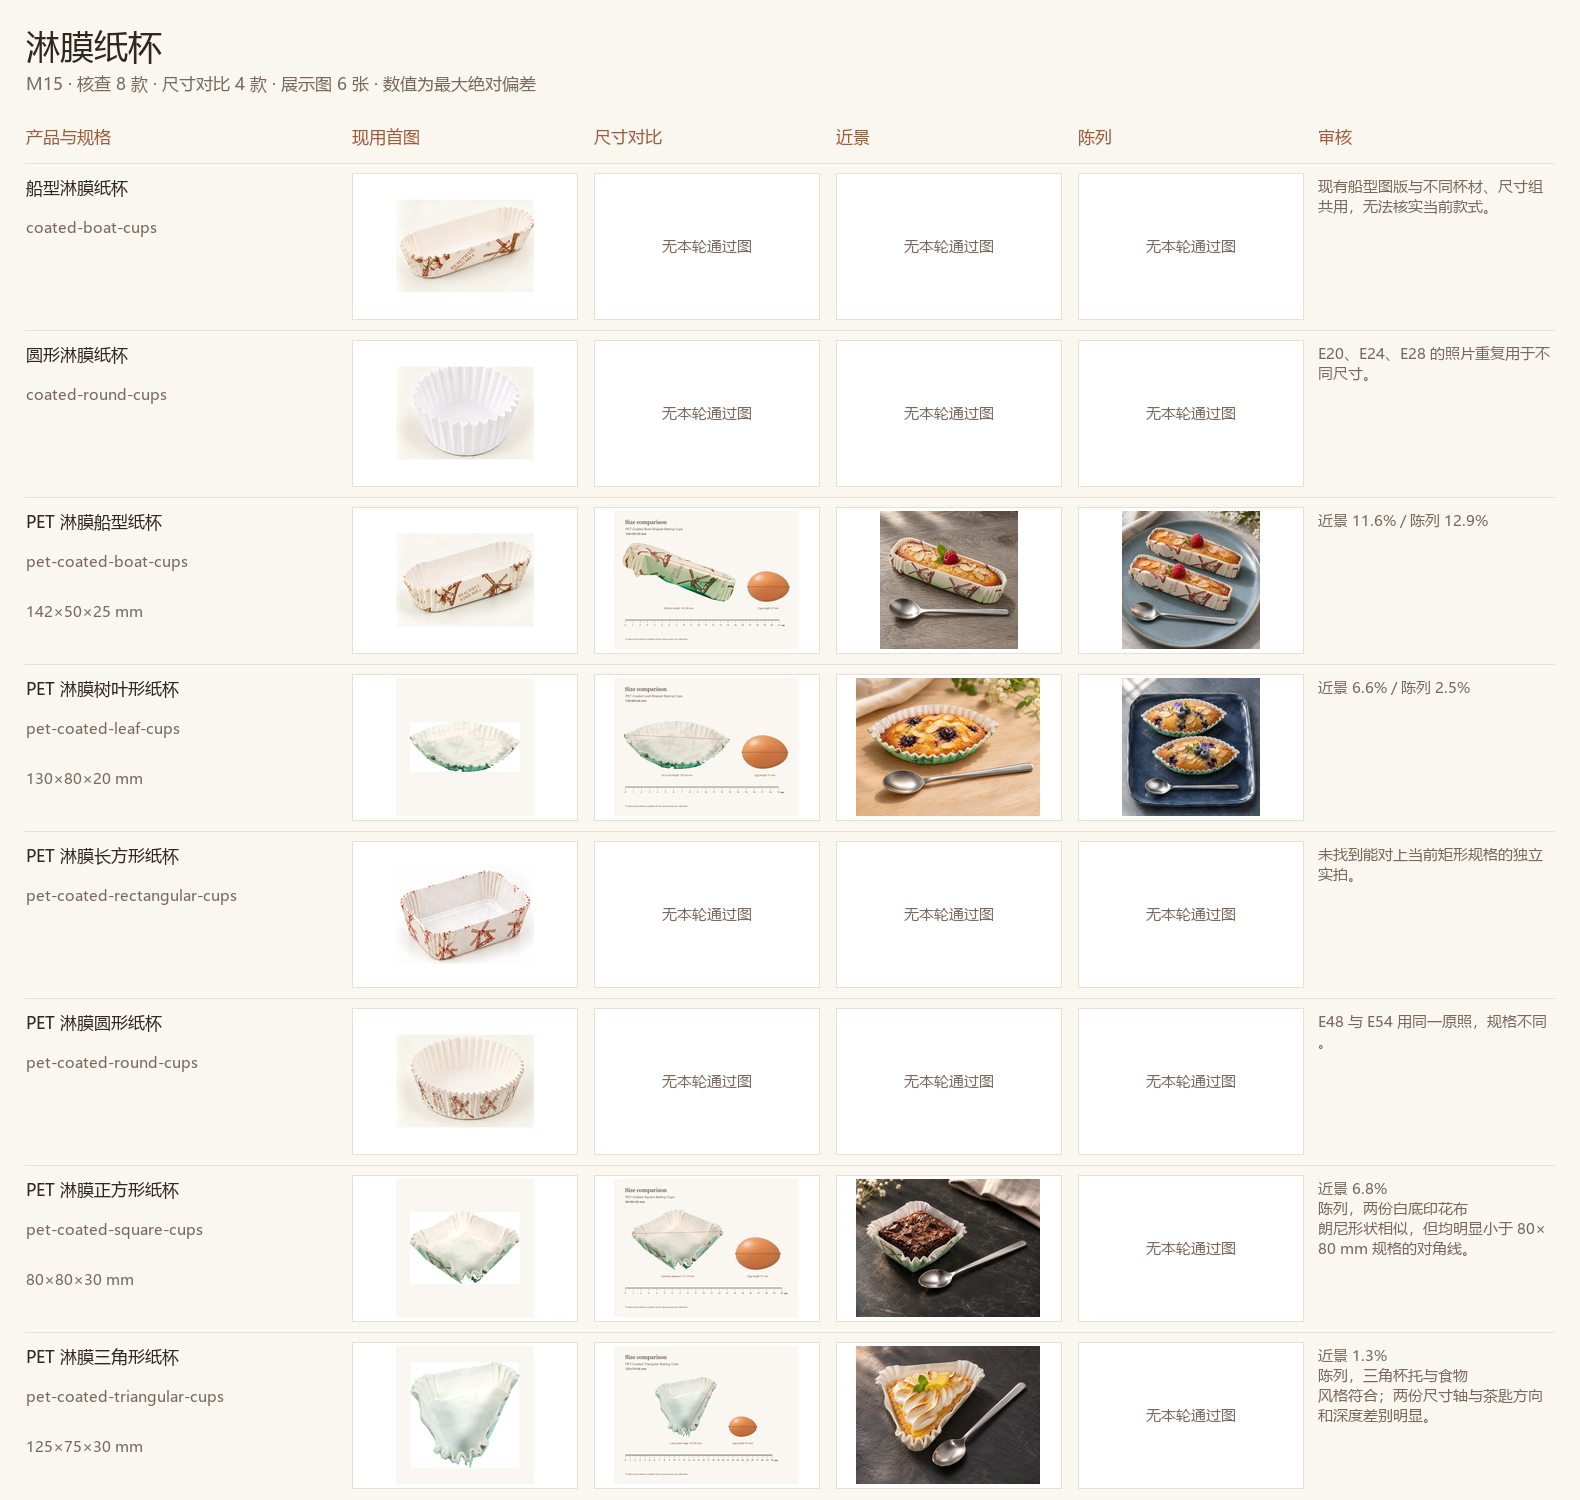 淋膜纸杯
M15 · 核查 8 款 · 尺寸对比 4 款 · 展示图 6 张 · 数值为最大绝对偏差
产品与规格 现用首图 尺寸对比 近景 陈列 审核
船型淋膜纸杯
coated-boat-cups
无本轮通过图
无本轮通过图
无本轮通过图
现有船型图版与不同杯材、尺寸组
共用，无法核实当前款式。
圆形淋膜纸杯
coated-round-cups
无本轮通过图
无本轮通过图
无本轮通过图
E20、E24、E28 的照片重复用于不
同尺寸。
PET 淋膜船型纸杯
pet-coated-boat-cups
142×50×25 mm
Size comparison
近景 11.6% / 陈列 12.9%
PET 淋膜树叶形纸杯
pet-coated-leaf-cups
130×80×20 mm
Size comparison
近景 6.6% / 陈列 2.5%
PET 淋膜长方形纸杯
pet-coated-rectangular-cups
无本轮通过图
无本轮通过图
无本轮通过图
未找到能对上当前矩形规格的独立
实拍。
PET 淋膜圆形纸杯
pet-coated-round-cups
无本轮通过图
无本轮通过图
无本轮通过图
E48 与 E54 用同一原照，规格不同
。
PET 淋膜正方形纸杯
pet-coated-square-cups
80×80×30 mm
Size comparison
无本轮通过图
近景 6.8%
陈列，两份白底印花布
朗尼形状相似，但均明显小于 80×
80 mm 规格的对角线。
PET 淋膜三角形纸杯
pet-coated-triangular-cups
125×75×30 mm
Size comparison
无本轮通过图
近景 1.3%
陈列，三角杯托与食物
风格符合；两份尺寸轴与茶匙方向
和深度差别明显。